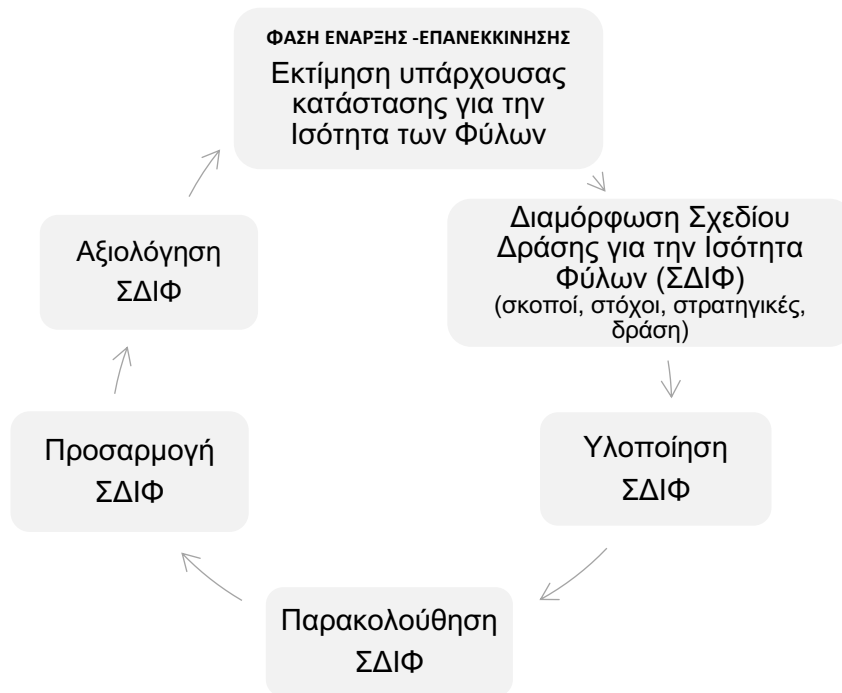 ΦΑΣΗ ΕΝΑΡΞΗΣ -ΕΠΑΝΕΚΚΙΝΗΣΗΣ
Εκτίμηση υπάρχουσας
κατάστασης για την
Ισότητα των Φύλων
Διαμόρφωση Σχεδίου
Δράσης για την Ισότητα
Φύλων (ΣΔΙΦ)
(σκοποί, στόχοι, στρατηγικές,
δράση)
Υλοποίηση
ΣΔΙΦ
Παρακολούθηση
ΣΔΙΦ
Προσαρμογή
ΣΔΙΦ
Αξιολόγηση
ΣΔΙΦ